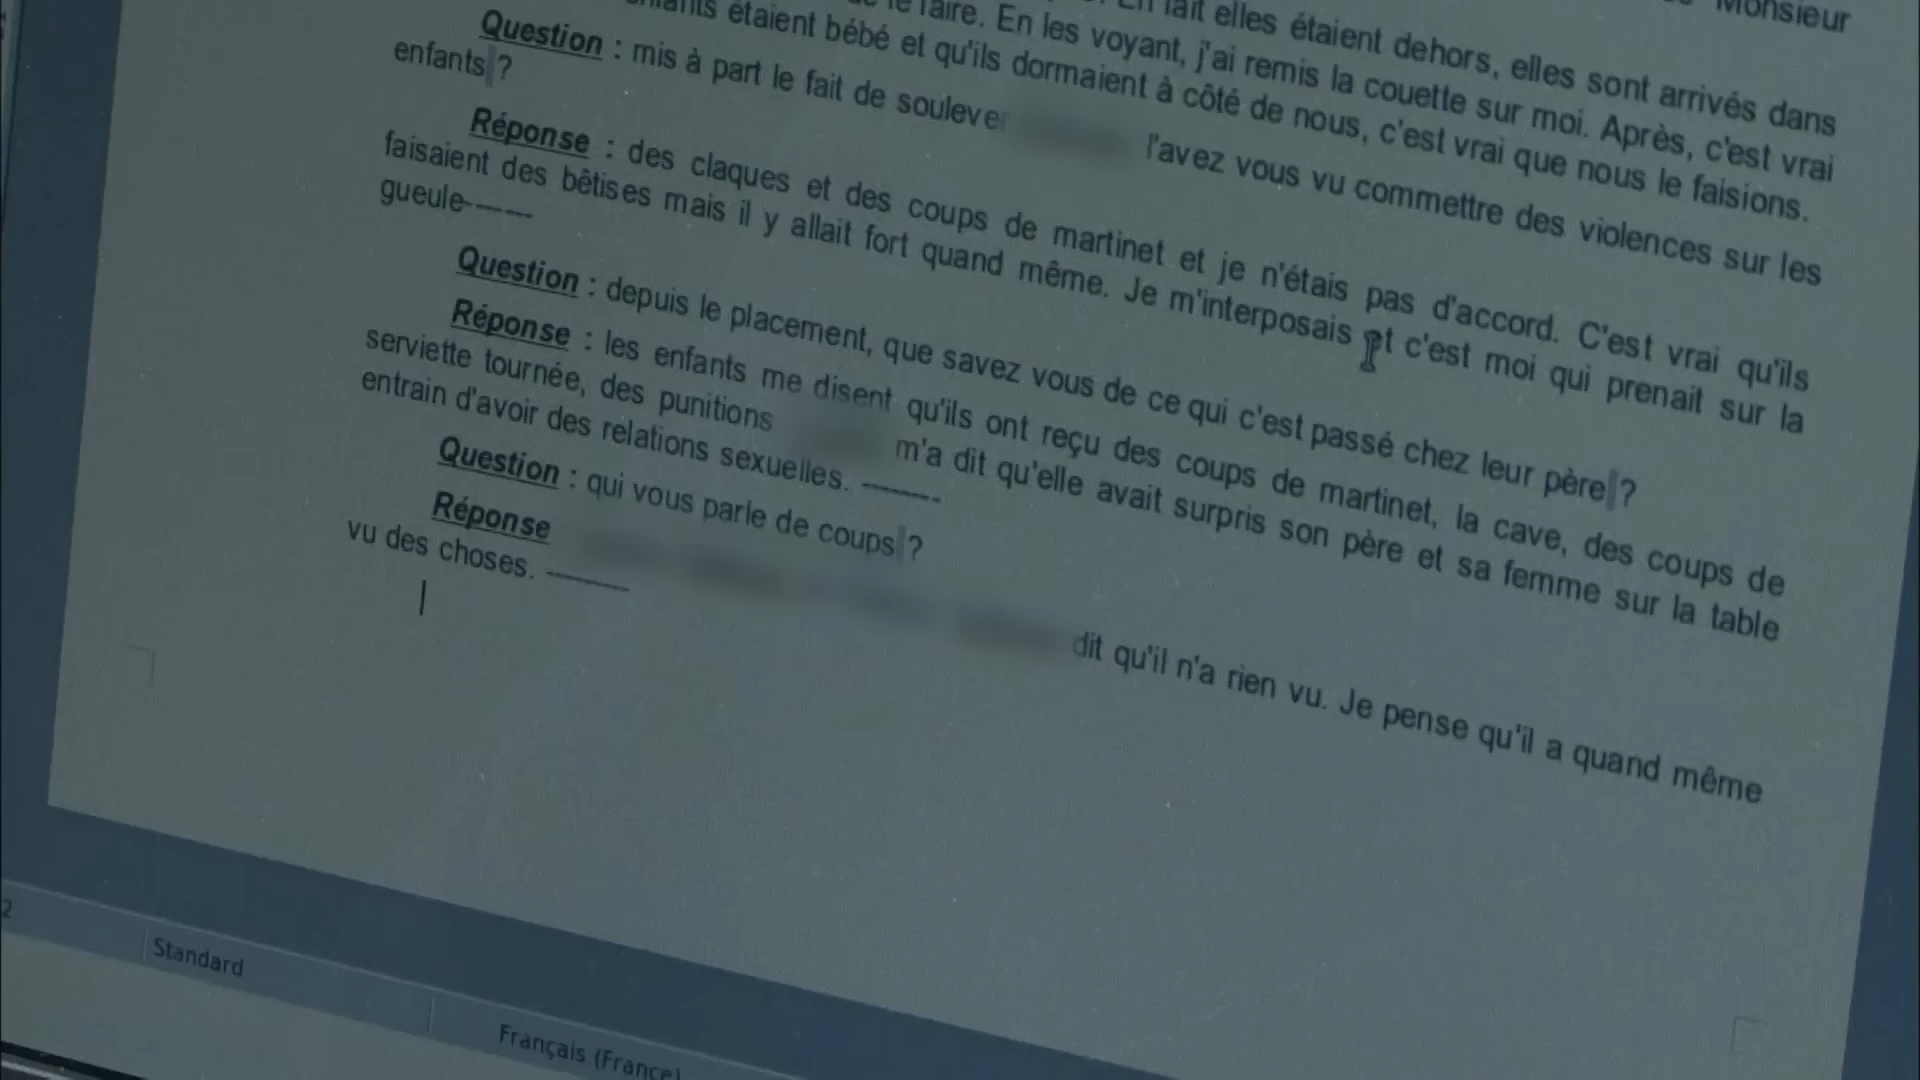 Monsieur
En fait elles étaient dehors, elles sont arrivés dans
le faire. En les voyant, j'ai remis la couette sur moi. Après, c'est vrai
étaient bébé et qu'ils dormaient à côté de nous, c'est vrai que nous le faisions.
Question : mis à part le fait de soulever l'avez vous vu commettre des violences sur les
enfants ?
Réponse : des claques et des coups de martinet et je n'étais pas d'accord. C'est vrai qu'ils
faisaient des bêtises mais il y allait fort quand même. Je m'interposais et c'est moi qui prenait sur la
gueule-------
Question : depuis le placement, que savez vous de ce qui c'est passé chez leur père ?
Réponse : les enfants me disent qu'ils ont reçu des coups de martinet, la cave, des coups de
serviette tournée, des punitions m'a dit qu'elle avait surpris son père et sa femme sur la table
entrain d'avoir des relations sexuelles. --------
Question : qui vous parle de coups ?
Réponse dit qu'il n'a rien vu. Je pense qu'il a quand même
vu des choses. --------
2
Standard
Français (France)